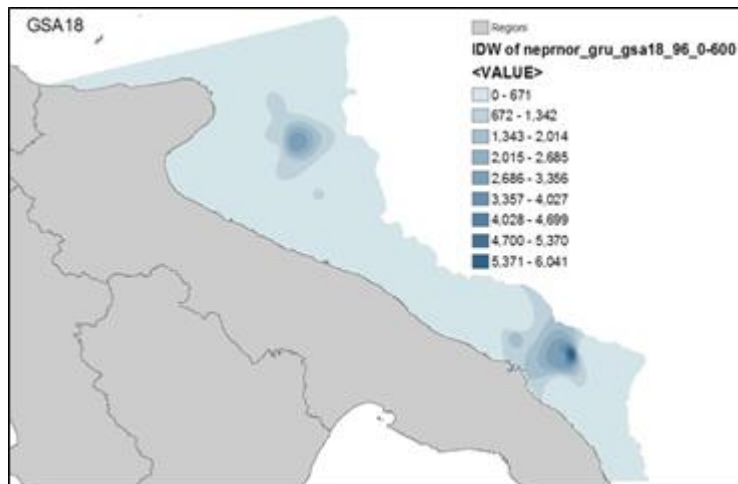 GSA18
Regioni
IDW of neprnor_gru_gsa18_96_0-600
<VALUE>
0 - 671
672 - 1,342
1,343 - 2,014
2,015 - 2,685
2,686 - 3,356
3,357 - 4,027
4,028 - 4,699
4,700 - 5,370
5,371 - 6,041